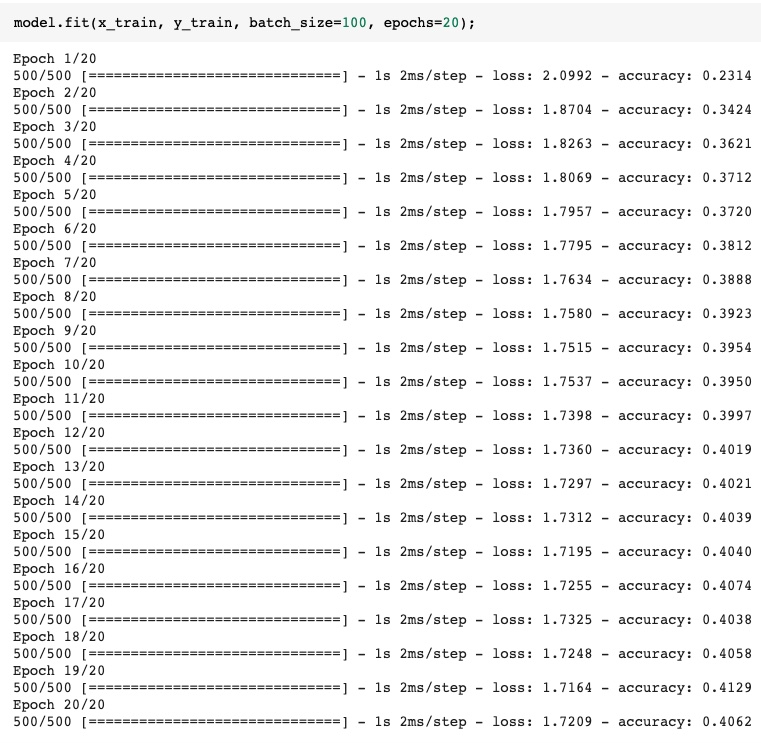 model.fit(x_train, y_train, batch_size=100, epochs=20);
Epoch 1/20
500/500 [==============================] - 1s 2ms/step - loss: 2.0992 - accuracy: 0.2314
Epoch 2/20
500/500 [==============================] - 1s 2ms/step - loss: 1.8704 - accuracy: 0.3424
Epoch 3/20
500/500 [==============================] - 1s 2ms/step - loss: 1.8263 - accuracy: 0.3621
Epoch 4/20
500/500 [==============================] - 1s 2ms/step - loss: 1.8069 - accuracy: 0.3712
Epoch 5/20
500/500 [==============================] - 1s 2ms/step - loss: 1.7957 - accuracy: 0.3720
Epoch 6/20
500/500 [==============================] - 1s 2ms/step - loss: 1.7795 - accuracy: 0.3812
Epoch 7/20
500/500 [==============================] - 1s 2ms/step - loss: 1.7634 - accuracy: 0.3888
Epoch 8/20
500/500 [==============================] - 1s 2ms/step - loss: 1.7580 - accuracy: 0.3923
Epoch 9/20
500/500 [==============================] - 1s 2ms/step - loss: 1.7515 - accuracy: 0.3954
Epoch 10/20
500/500 [==============================] - 1s 2ms/step - loss: 1.7537 - accuracy: 0.3950
Epoch 11/20
500/500 [==============================] - 1s 2ms/step - loss: 1.7398 - accuracy: 0.3997
Epoch 12/20
500/500 [==============================] - 1s 2ms/step - loss: 1.7360 - accuracy: 0.4019
Epoch 13/20
500/500 [==============================] - 1s 2ms/step - loss: 1.7297 - accuracy: 0.4021
Epoch 14/20
500/500 [==============================] - 1s 2ms/step - loss: 1.7312 - accuracy: 0.4039
Epoch 15/20
500/500 [==============================] - 1s 2ms/step - loss: 1.7195 - accuracy: 0.4040
Epoch 16/20
500/500 [==============================] - 1s 2ms/step - loss: 1.7255 - accuracy: 0.4074
Epoch 17/20
500/500 [==============================] - 1s 2ms/step - loss: 1.7325 - accuracy: 0.4038
Epoch 18/20
500/500 [==============================] - 1s 2ms/step - loss: 1.7248 - accuracy: 0.4058
Epoch 19/20
500/500 [==============================] - 1s 2ms/step - loss: 1.7164 - accuracy: 0.4129
Epoch 20/20
500/500 [==============================] - 1s 2ms/step - loss: 1.7209 - accuracy: 0.4062